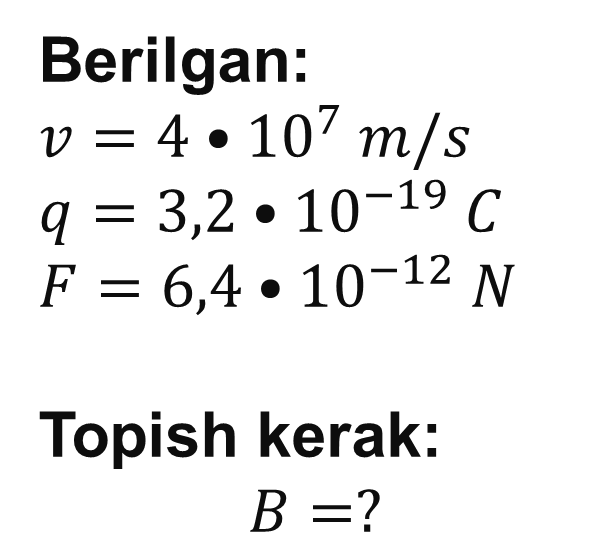 Berilgan:
v = 4 • 10⁷ m/s
q = 3,2 • 10⁻¹⁹ C
F = 6,4 • 10⁻¹² N
Topish kerak:
B =?